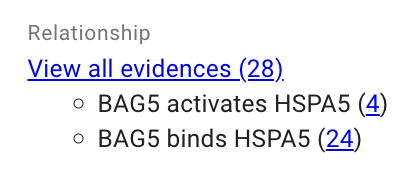 Relationship
View all evidences (28)
BAG5 activates HSPA5 (4)
BAG5 binds HSPA5 (24)